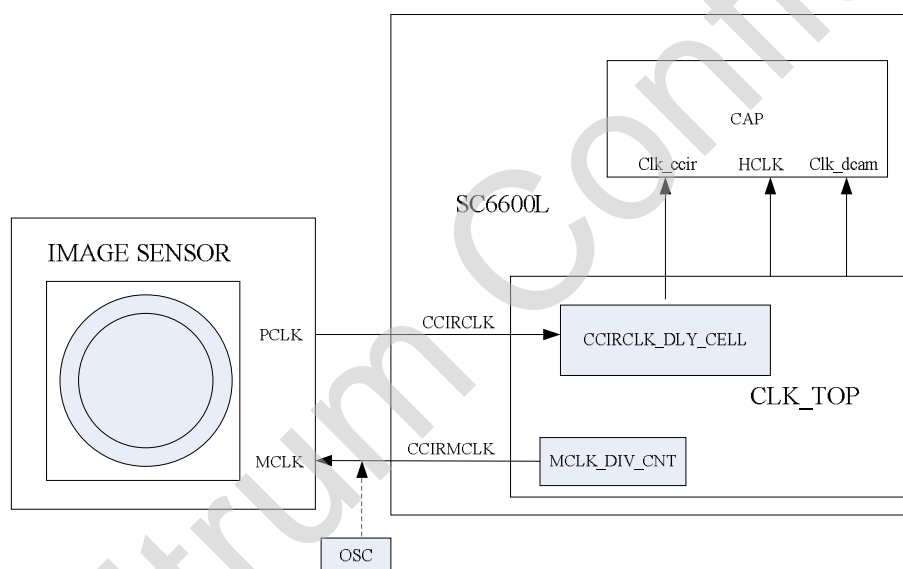 CAP
Clk_ccir HCLK Clk_dcam
SC6600L
IMAGE SENSOR
PCLK
CCIRCLK
CCIRCLK_DLY_CELL
CLK_TOP
MCLK
CCIRMCLK
MCLK_DIV_CNT
OSC